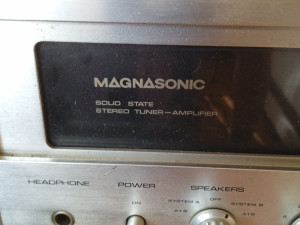 MAGNASONIC
SOLID STATE
STEREO TUNER-AMPLIFIER
HEADPHONE POWER SPEAKERS
ON SYSTEM A OFF SYSTEM B
A+B A+B